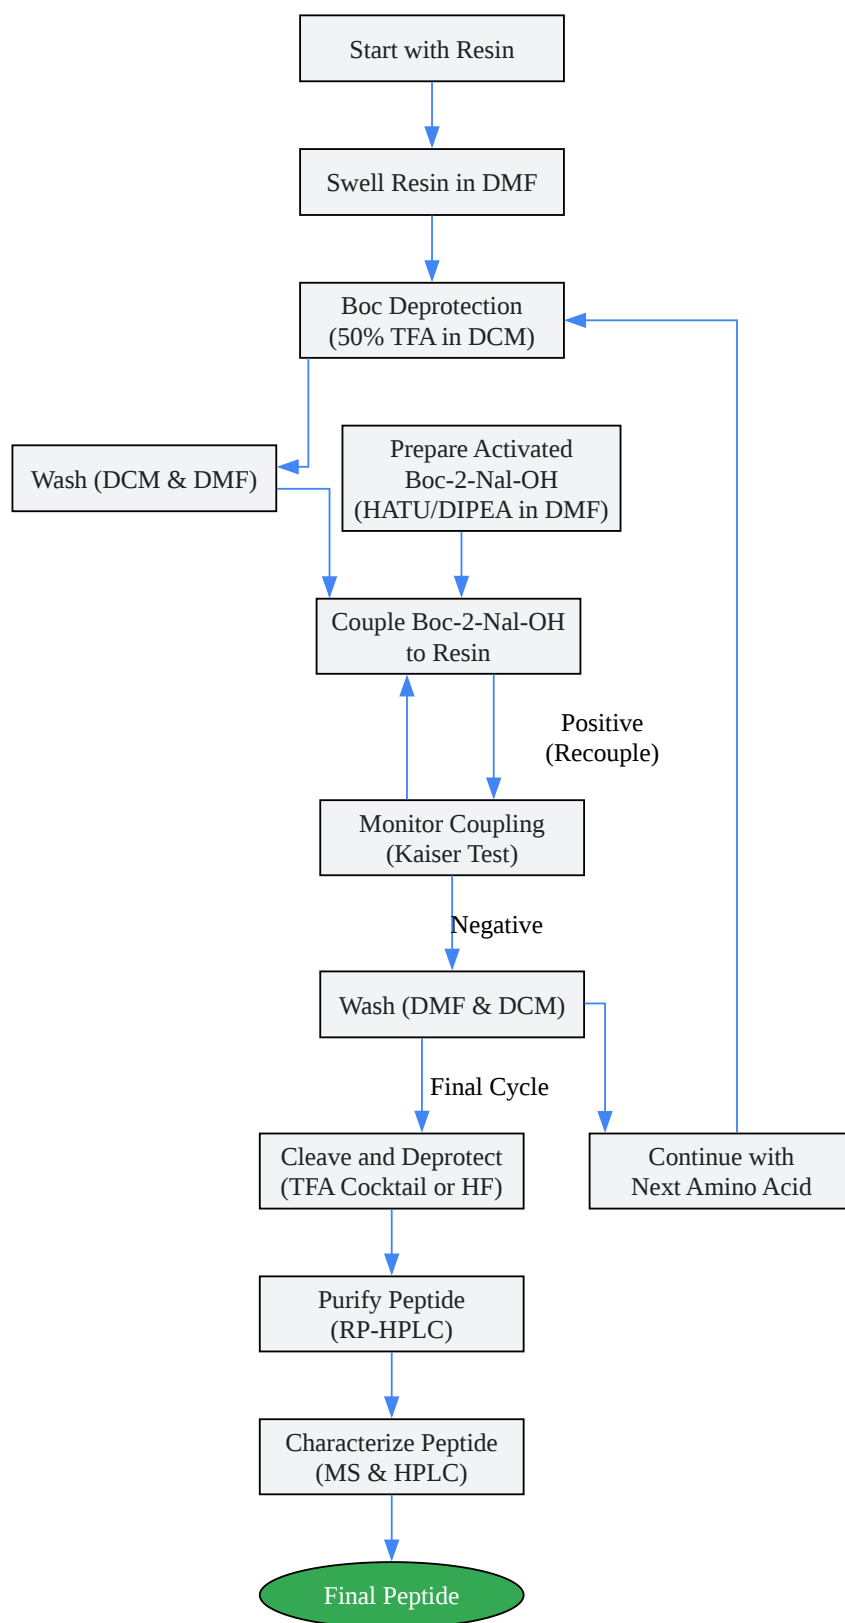 Start with Resin
Swell Resin in DMF
Boc Deprotection
(50% TFA in DCM)
Wash (DCM & DMF)
Prepare Activated
Boc-2-Nal-OH
(HATU/DIPEA in DMF)
Couple Boc-2-Nal-OH
to Resin
Positive
(Recouple)
Monitor Coupling
(Kaiser Test)
Negative
Wash (DMF & DCM)
Final Cycle
Cleave and Deprotect
(TFA Cocktail or HF)
Continue with
Next Amino Acid
Purify Peptide
(RP-HPLC)
Characterize Peptide
(MS & HPLC)
Final Peptide